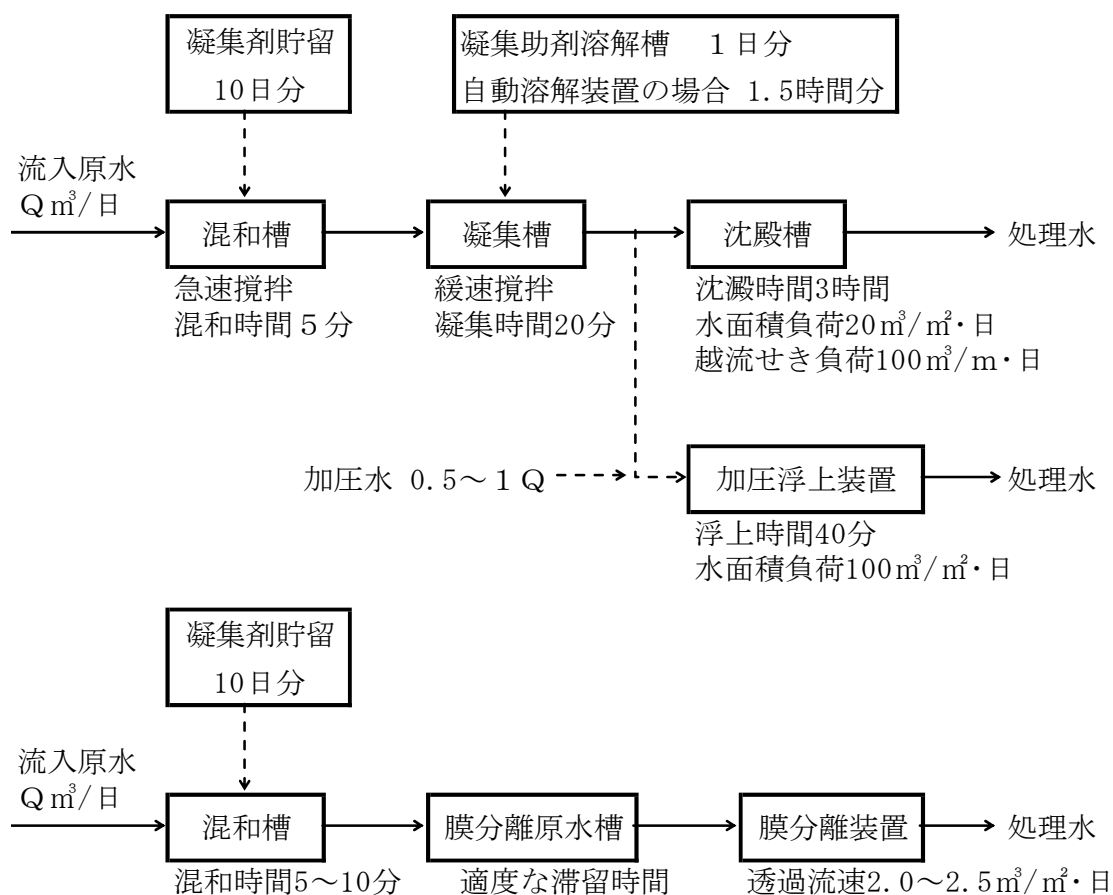 凝集剤貯留
10日分
凝集助剤溶解槽 1日分
自動溶解装置の場合 1.5時間分
流入原水
Q㎥/日
混和槽
凝集槽
沈殿槽
処理水
急速攪拌
混和時間5分
緩速攪拌
凝集時間20分
沈澱時間3時間
水面積負荷20㎥/㎡・日
越流せき負荷100㎥/m・日
加圧水 0.5～1Q
加圧浮上装置
処理水
浮上時間40分
水面積負荷100㎥/㎡・日
凝集剤貯留
10日分
流入原水
Q㎥/日
混和槽
膜分離原水槽
膜分離装置
処理水
混和時間5～10分
適度な滞留時間
透過流速2.0～2.5㎥/㎡・日